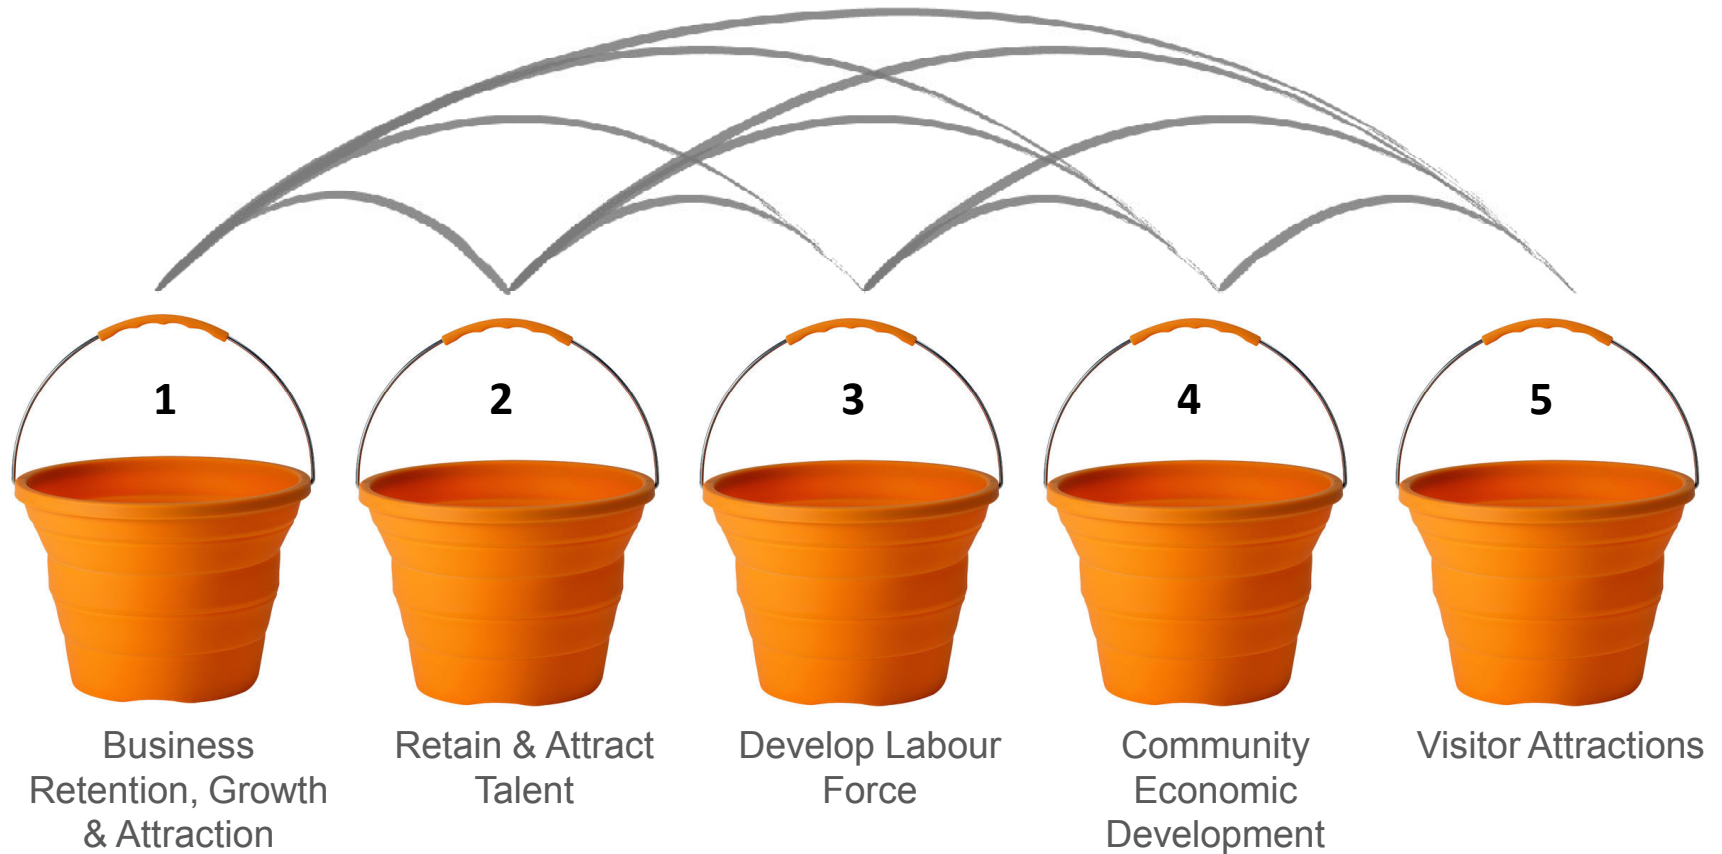 1
2
3
4
5
Business
Retention, Growth
& Attraction
Retain & Attract
Talent
Develop Labour
Force
Community
Economic
Development
Visitor Attractions